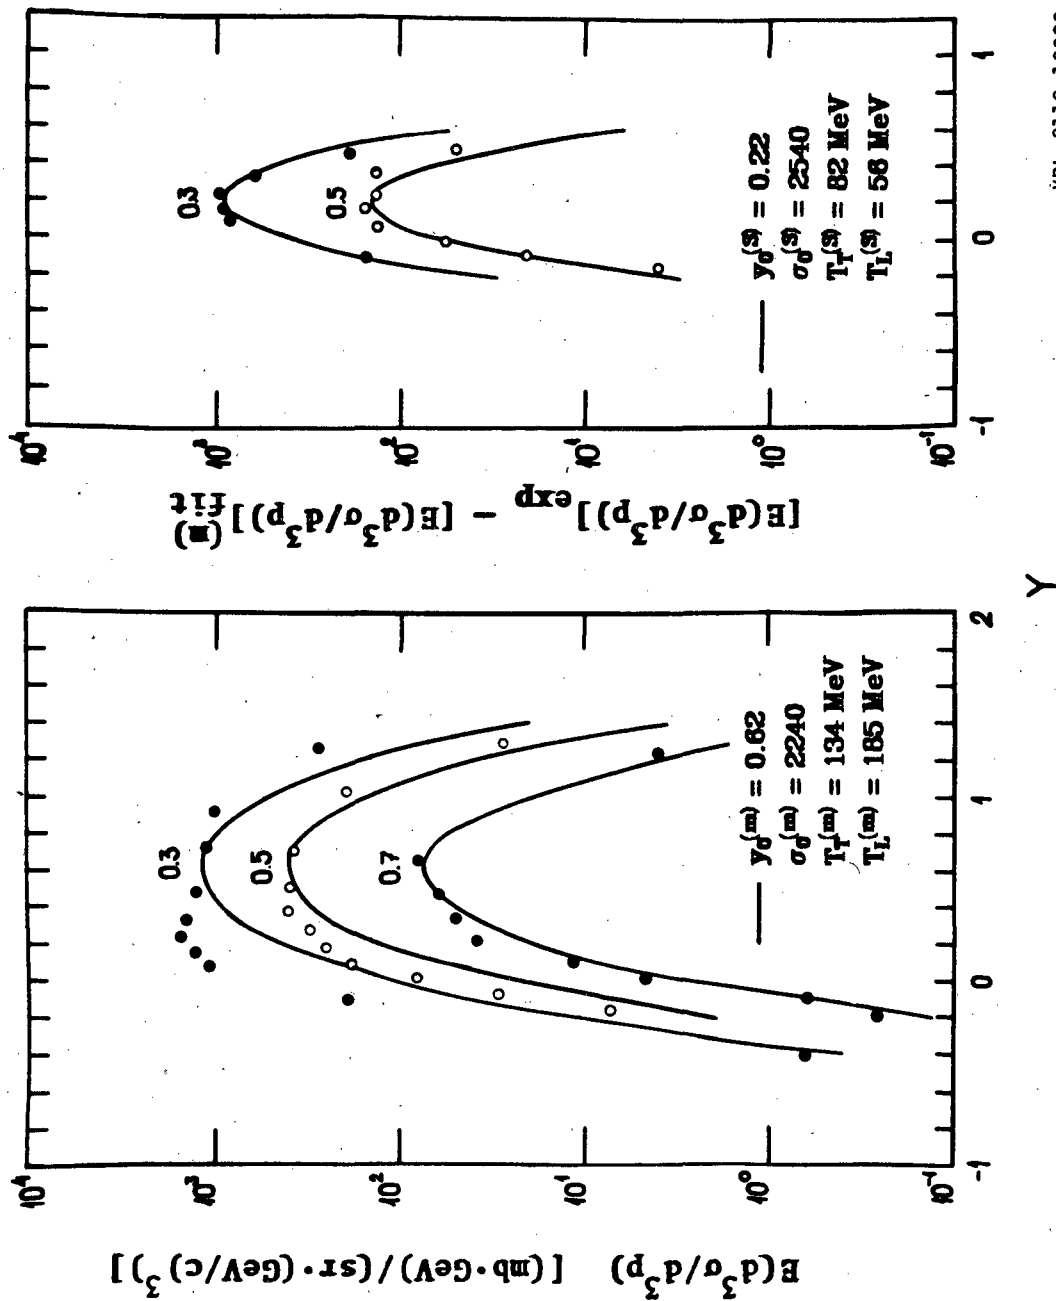 E(d³σ/d³p) [(mb·GeV)/(sr·(GeV/c)³)]
10⁴
10³
10²
10¹
10⁰
10⁻¹
0.3
0.5
0.7
y₀⁽ᵐ⁾ = 0.62
σ₀⁽ᵐ⁾ = 2240
T_T⁽ᵐ⁾ = 134 MeV
T_L⁽ᵐ⁾ = 185 MeV
-1
0
1
2
[E(d³σ/d³p)]exp − [E(d³σ/d³p)]fit⁽ᵐ⁾
10⁴
10³
10²
10¹
10⁰
10⁻¹
0.3
0.5
y₀⁽ˢ⁾ = 0.22
σ₀⁽ˢ⁾ = 2540
T_T⁽ˢ⁾ = 82 MeV
T_L⁽ˢ⁾ = 56 MeV
-1
0
1
Y